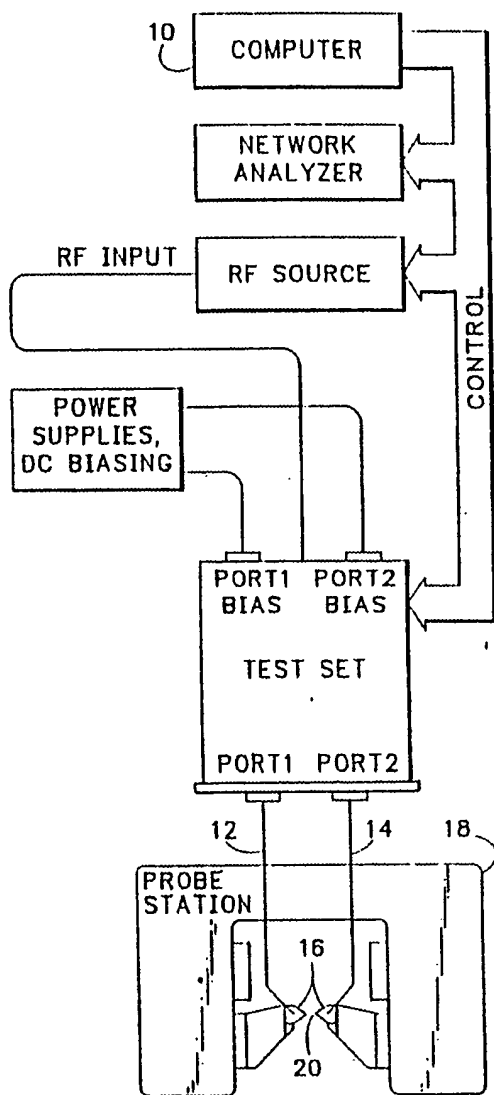 10
COMPUTER
NETWORK
ANALYZER
RF INPUT
RF SOURCE
CONTROL
POWER
SUPPLIES,
DC BIASING
PORT1 PORT2
BIAS BIAS
TEST SET
PORT1 PORT2
12 14 18
PROBE
STATION
16
20